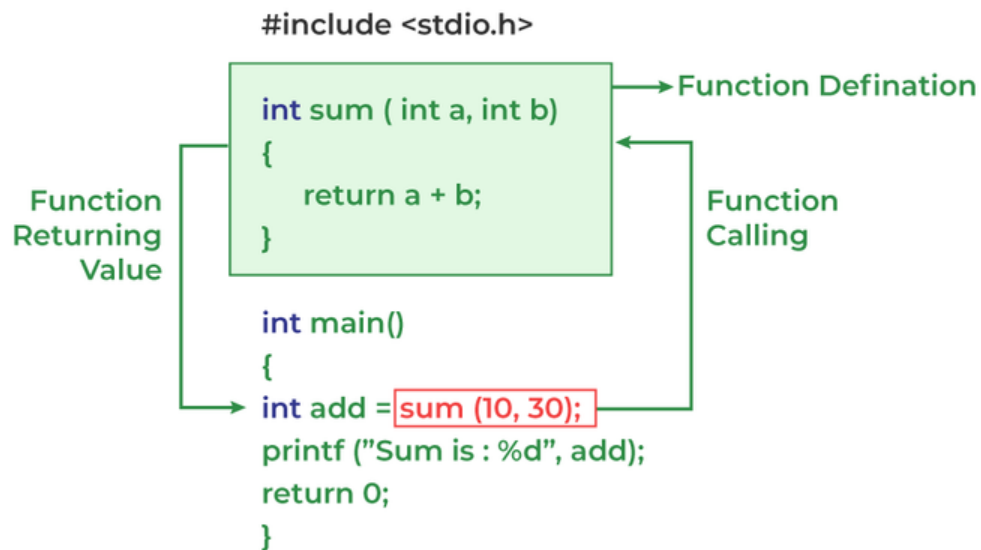 #include <stdio.h>
int sum ( int a, int b)
{
return a + b;
}
Function Defination
Function
Returning
Value
Function
Calling
int main()
{
int add = sum (10, 30);
printf (”Sum is : %d”, add);
return 0;
}